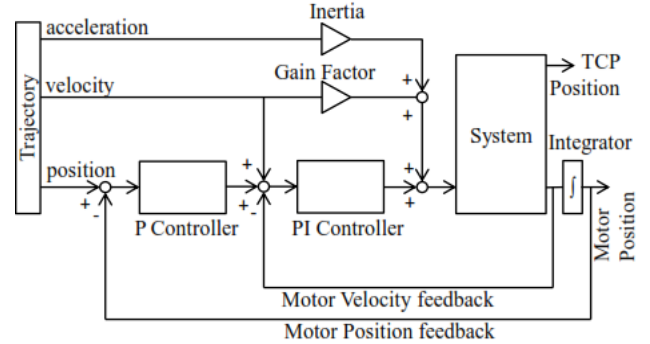 Inertia
acceleration
Gain Factor
+
TCP
velocity
+
Position
System
Integrator
Trajectory
position
+
+
∫
+
-
+
-
+
P Controller
PI Controller
Motor
Position
Motor Velocity feedback
Motor Position feedback